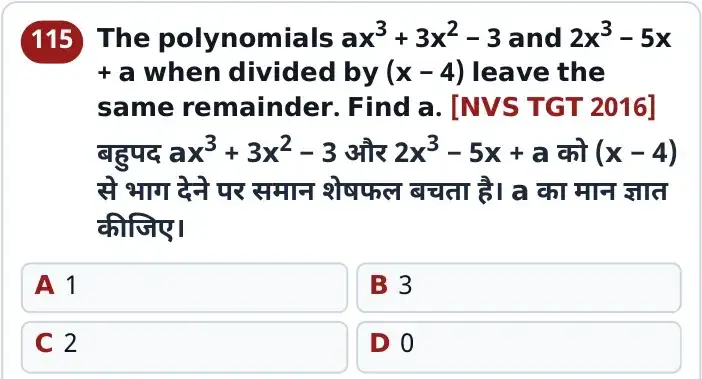 115 The polynomials ax³ + 3x² – 3 and 2x³ – 5x
+ a when divided by (x – 4) leave the
same remainder. Find a. [NVS TGT 2016]
बहुपद ax³ + 3x² – 3 और 2x³ – 5x + a को (x – 4)
से भाग देने पर समान शेषफल बचता है। a का मान ज्ञात
कीजिए।
A 1 B 3
C 2 D 0